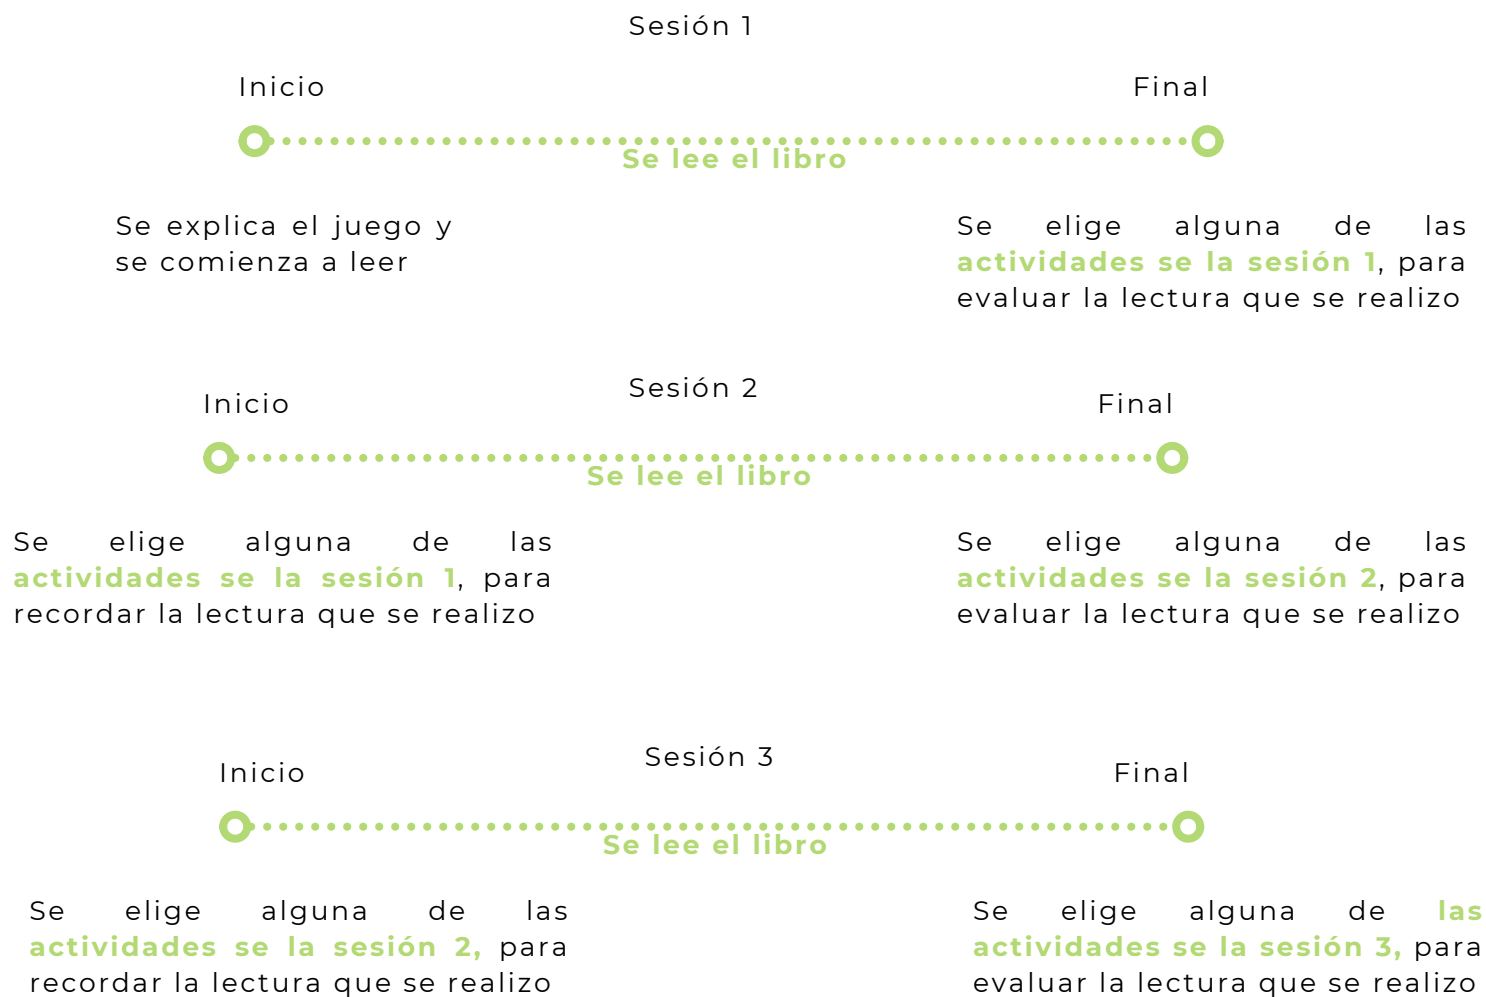 Sesión 1
Inicio
Final
Se lee el libro
Se explica el juego y
se comienza a leer
Se elige alguna de las
actividades se la sesión 1, para
evaluar la lectura que se realizo
Sesión 2
Inicio
Final
Se lee el libro
Se elige alguna de las
actividades se la sesión 1, para
recordar la lectura que se realizo
Se elige alguna de las
actividades se la sesión 2, para
evaluar la lectura que se realizo
Sesión 3
Inicio
Final
Se lee el libro
Se elige alguna de las
actividades se la sesión 2, para
recordar la lectura que se realizo
Se elige alguna de las
actividades se la sesión 3, para
evaluar la lectura que se realizo